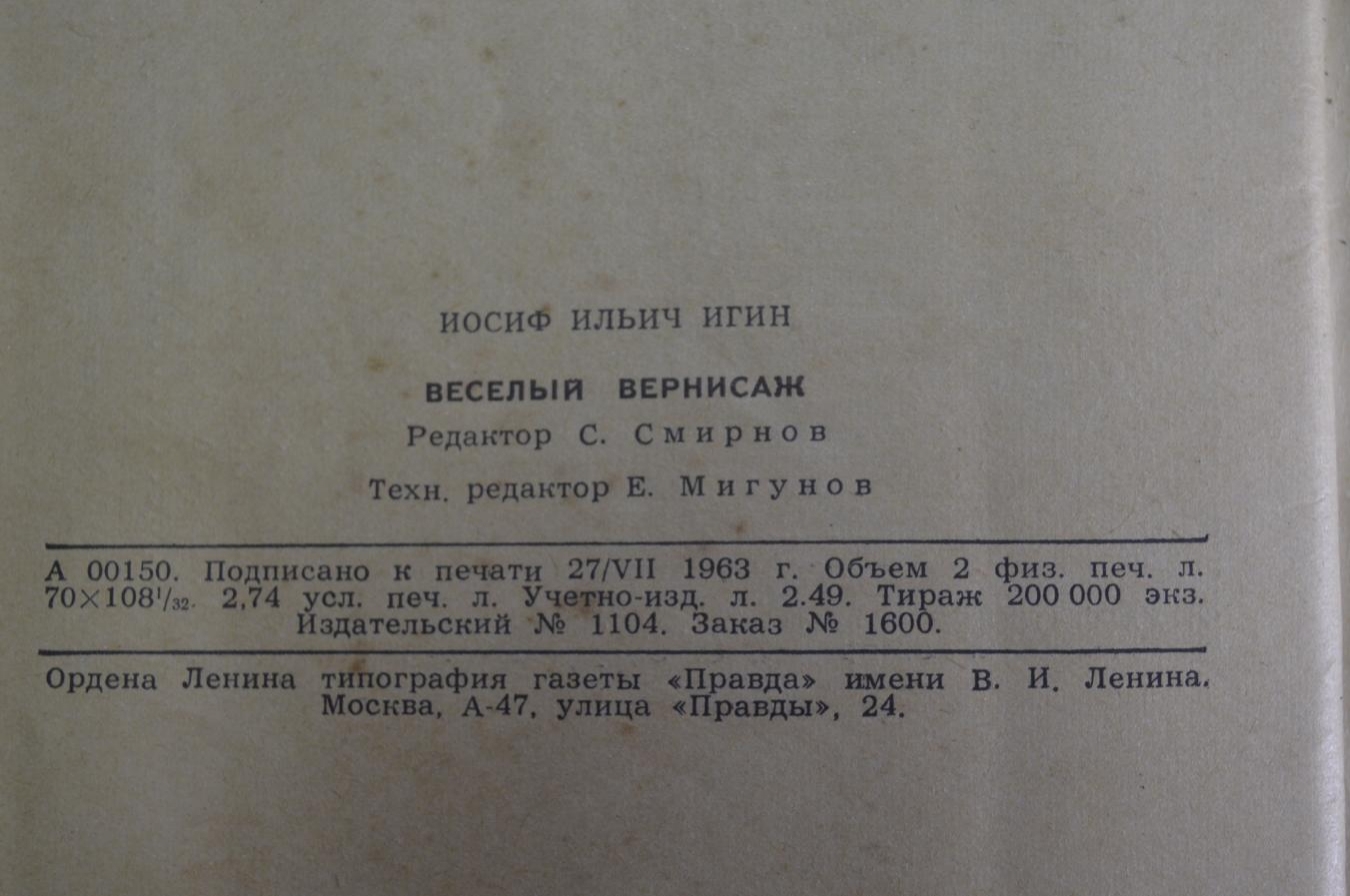 ИОСИФ ИЛЬИЧ ИГИН
ВЕСЕЛЫЙ ВЕРНИСАЖ
Редактор С. Смирнов
Техн. редактор Е. Мигунов
А 00150. Подписано к печати 27/VII 1963 г. Объем 2 физ. печ. л.
70×108¹/₃₂. 2,74 усл. печ. л. Учетно-изд. л. 2.49. Тираж 200 000 экз.
Издательский № 1104. Заказ № 1600.
Ордена Ленина типография газеты «Правда» имени В. И. Ленина.
Москва, А-47, улица «Правды», 24.